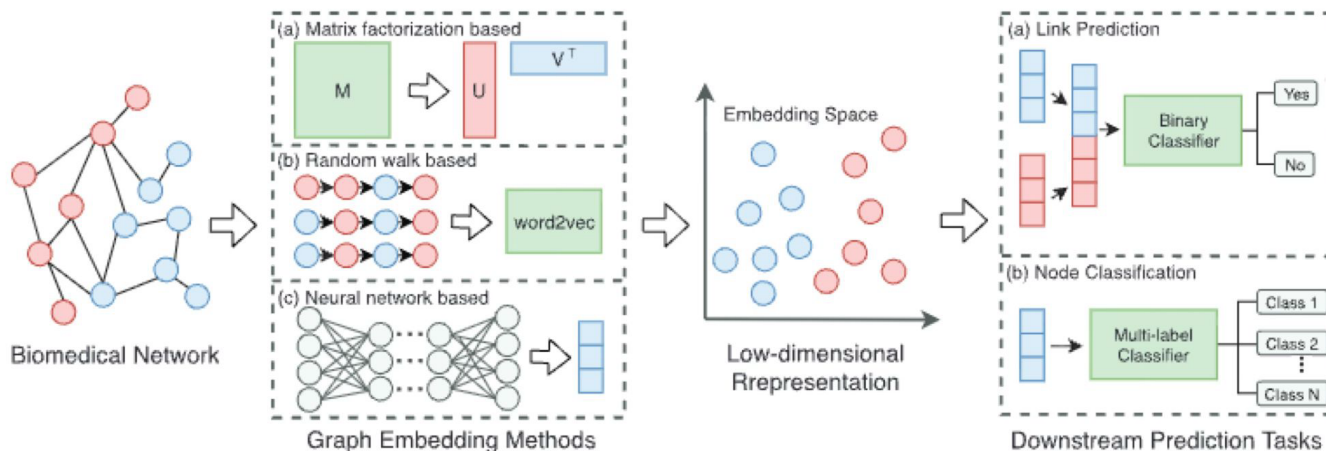 Biomedical Network
(a) Matrix factorization based
M
U
V T
(b) Random walk based
word2vec
(c) Neural network based
Graph Embedding Methods
Embedding Space
Low-dimensional
Rrepresentation
(a) Link Prediction
Binary
Classifier
Yes
No
(b) Node Classification
Multi-label
Classifier
Class 1
Class 2
Class N
Downstream Prediction Tasks